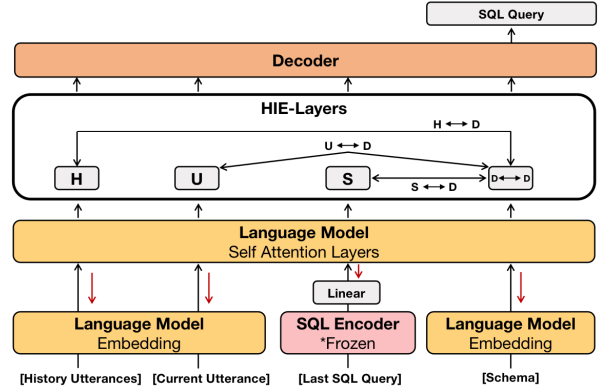 SQL Query
Decoder
HIE-Layers
H ⟷ D
U ⟷ D
H
U
S
D⟷D
S ⟷ D
Language Model
Self Attention Layers
Linear
Language Model
Embedding
SQL Encoder
*Frozen
Language Model
Embedding
[History Utterances] [Current Utterance] [Last SQL Query] [Schema]